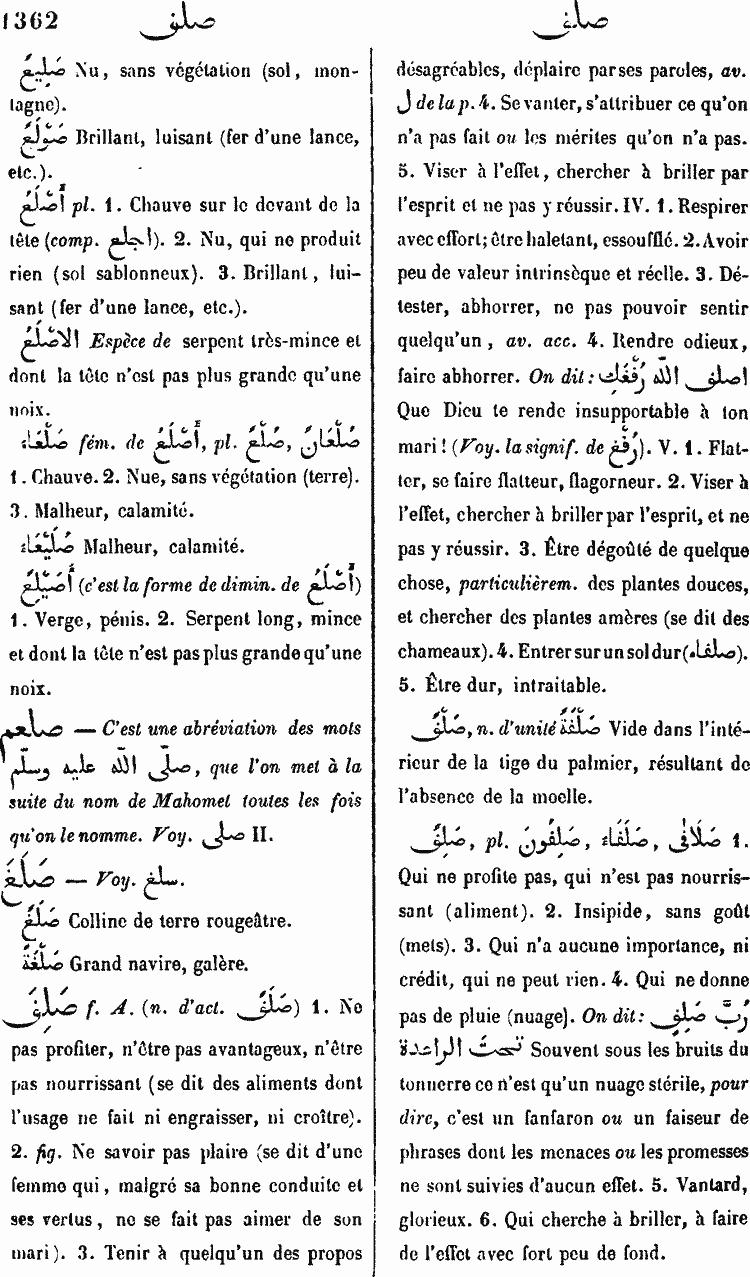 1362 صلف صلف
صَلِيعٌ Nu, sans végétation (sol, mon-
tagne).
صَوْلَعٌ Brillant, luisant (fer d'une lance,
etc.).
أَصْلَعُ pl. 1. Chauve sur le devant de la
tête (comp. اجلع). 2. Nu, qui ne produit
rien (sol sablonneux). 3. Brillant, lui-
sant (fer d'une lance, etc.).
الاصْلَعُ Espèce de serpent très-mince et
dont la tête n'est pas plus grande qu'une
noix.
صَلْعَاءُ fém. de أَصْلَعُ, pl. صُلْعٌ, صُلْعَانٌ
1. Chauve. 2. Nue, sans végétation (terre).
3. Malheur, calamité.
صُلَيْعَاءُ Malheur, calamité.
أُصَيْلِعٌ (c'est la forme de dimin. de أَصْلَعُ)
1. Verge, pénis. 2. Serpent long, mince
et dont la tête n'est pas plus grande qu'une
noix.
صلعم — C'est une abréviation des mots
صلّى اللّه عليه وسلّم, que l'on met à la
suite du nom de Mahomet toutes les fois
qu'on le nomme. Voy. صلى II.
صَلَغَ — Voy. سلغ.
صَلْغٌ Colline de terre rougeâtre.
صَلْغَةٌ Grand navire, galère.
صَلِفَ f. A. (n. d'act. صَلَفٌ) 1. Ne
pas profiter, n'être pas avantageux, n'être
pas nourrissant (se dit des aliments dont
l'usage ne fait ni engraisser, ni croître).
2. fig. Ne savoir pas plaire (se dit d'une
femme qui, malgré sa bonne conduite et
ses vertus, ne se fait pas aimer de son
mari). 3. Tenir à quelqu'un des propos
désagréables, déplaire par ses paroles, av.
ل de la p. 4. Se vanter, s'attribuer ce qu'on
n'a pas fait ou les mérites qu'on n'a pas.
5. Viser à l'effet, chercher à briller par
l'esprit et ne pas y réussir. IV. 1. Respirer
avec effort; être haletant, essoufflé. 2. Avoir
peu de valeur intrinsèque et réelle. 3. Dé-
tester, abhorrer, ne pas pouvoir sentir
quelqu'un, av. acc. 4. Rendre odieux,
faire abhorrer. On dit: اصلف اللّه رُفْغَك
Que Dieu te rende insupportable à ton
mari! (Voy. la signif. de رُفْغ). V. 1. Flat-
ter, se faire flatteur, flagorneur. 2. Viser à
l'effet, chercher à briller par l'esprit, et ne
pas y réussir. 3. Être dégoûté de quelque
chose, particulièrem. des plantes douces,
et chercher des plantes amères (se dit des
chameaux). 4. Entrer sur un sol dur (صلفاء).
5. Être dur, intraitable.
صَلْفٌ, n. d'unité صَلْفَةٌ Vide dans l'inté-
rieur de la tige du palmier, résultant de
l'absence de la moelle.
صَلِفٌ, pl. صَلِفُونَ, صُلَفَاءُ, صَلَافَى 1.
Qui ne profite pas, qui n'est pas nourris-
sant (aliment). 2. Insipide, sans goût
(mets). 3. Qui n'a aucune importance, ni
crédit, qui ne peut rien. 4. Qui ne donne
pas de pluie (nuage). On dit: رُبَّ صَلِفٍ
تحتَ الراعدة Souvent sous les bruits du
tonnerre ce n'est qu'un nuage stérile, pour
dire, c'est un fanfaron ou un faiseur de
phrases dont les menaces ou les promesses
ne sont suivies d'aucun effet. 5. Vantard,
glorieux. 6. Qui cherche à briller, à faire
de l'effet avec fort peu de fond.